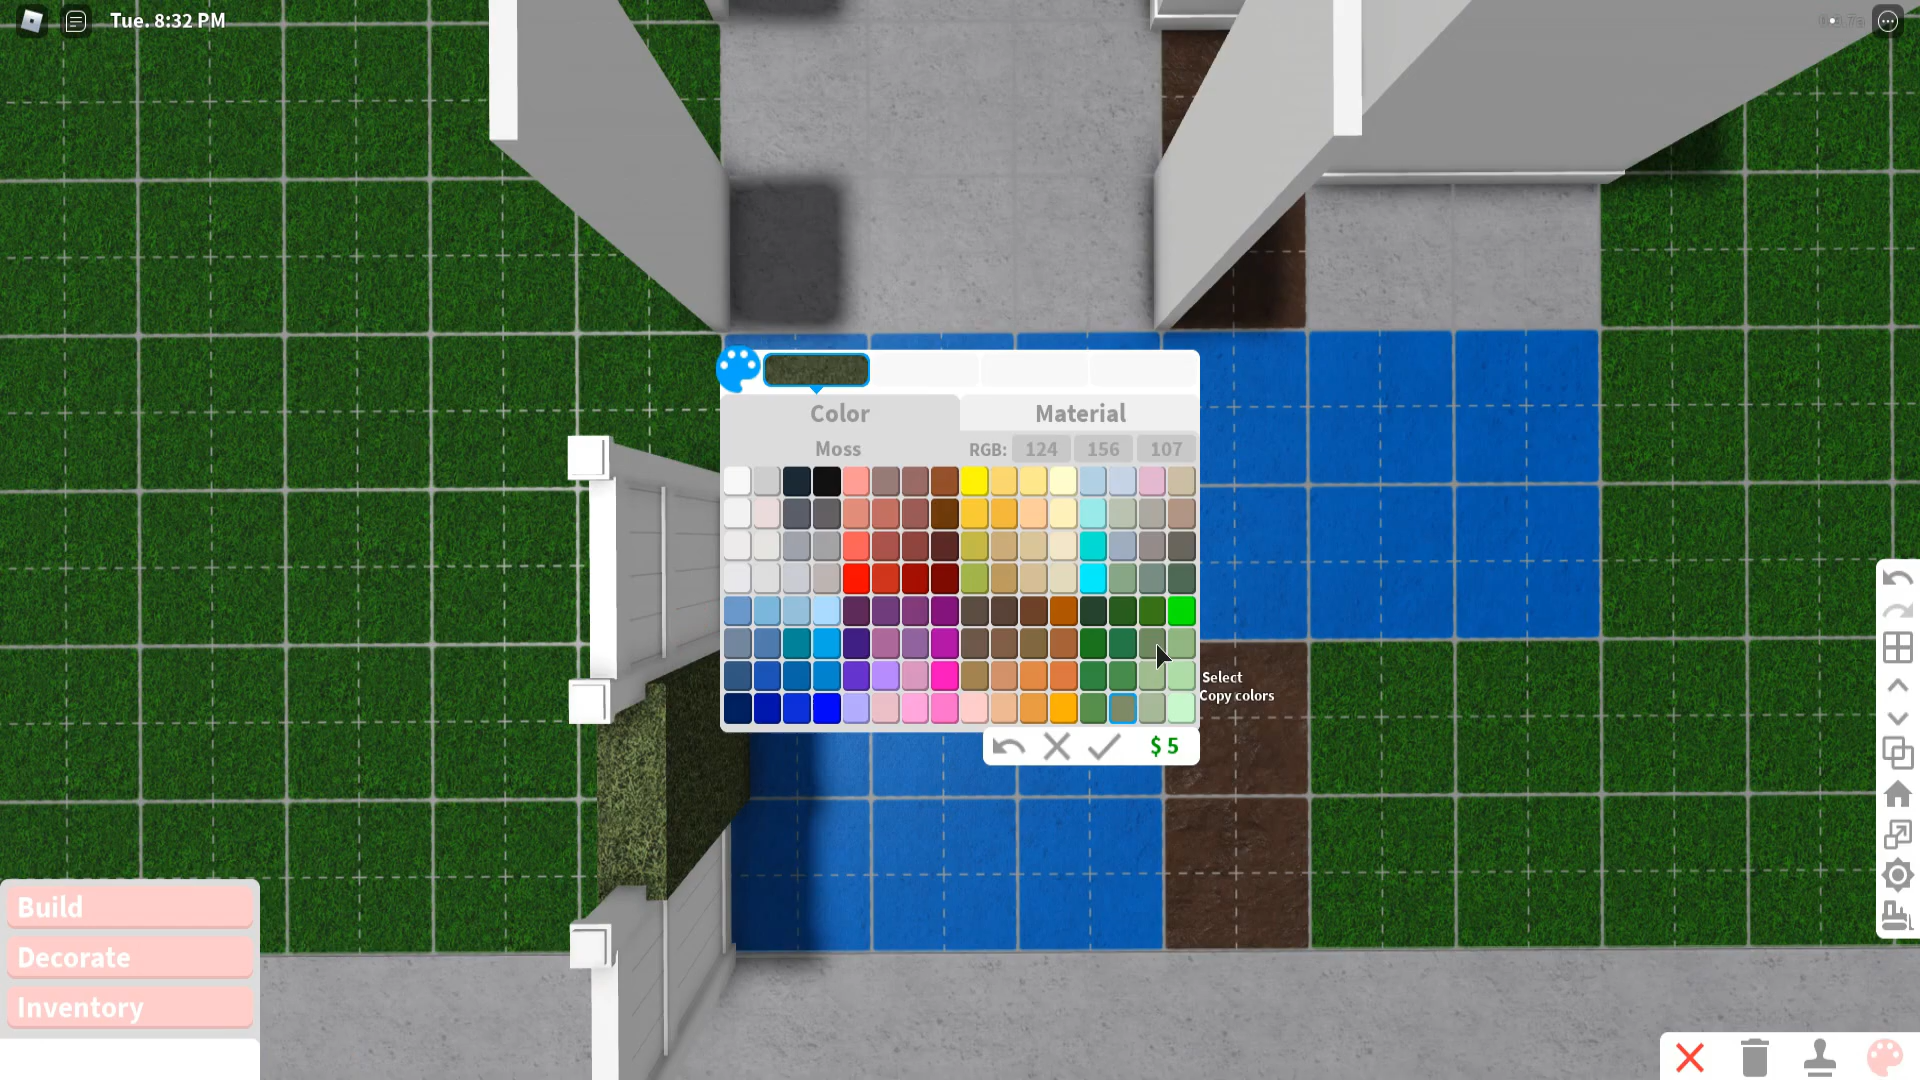 Tue. 8:32 PM
Color
Material
Moss
RGB: 124 156 107
Select
Copy colors
$ 5
Build
Decorate
Inventory